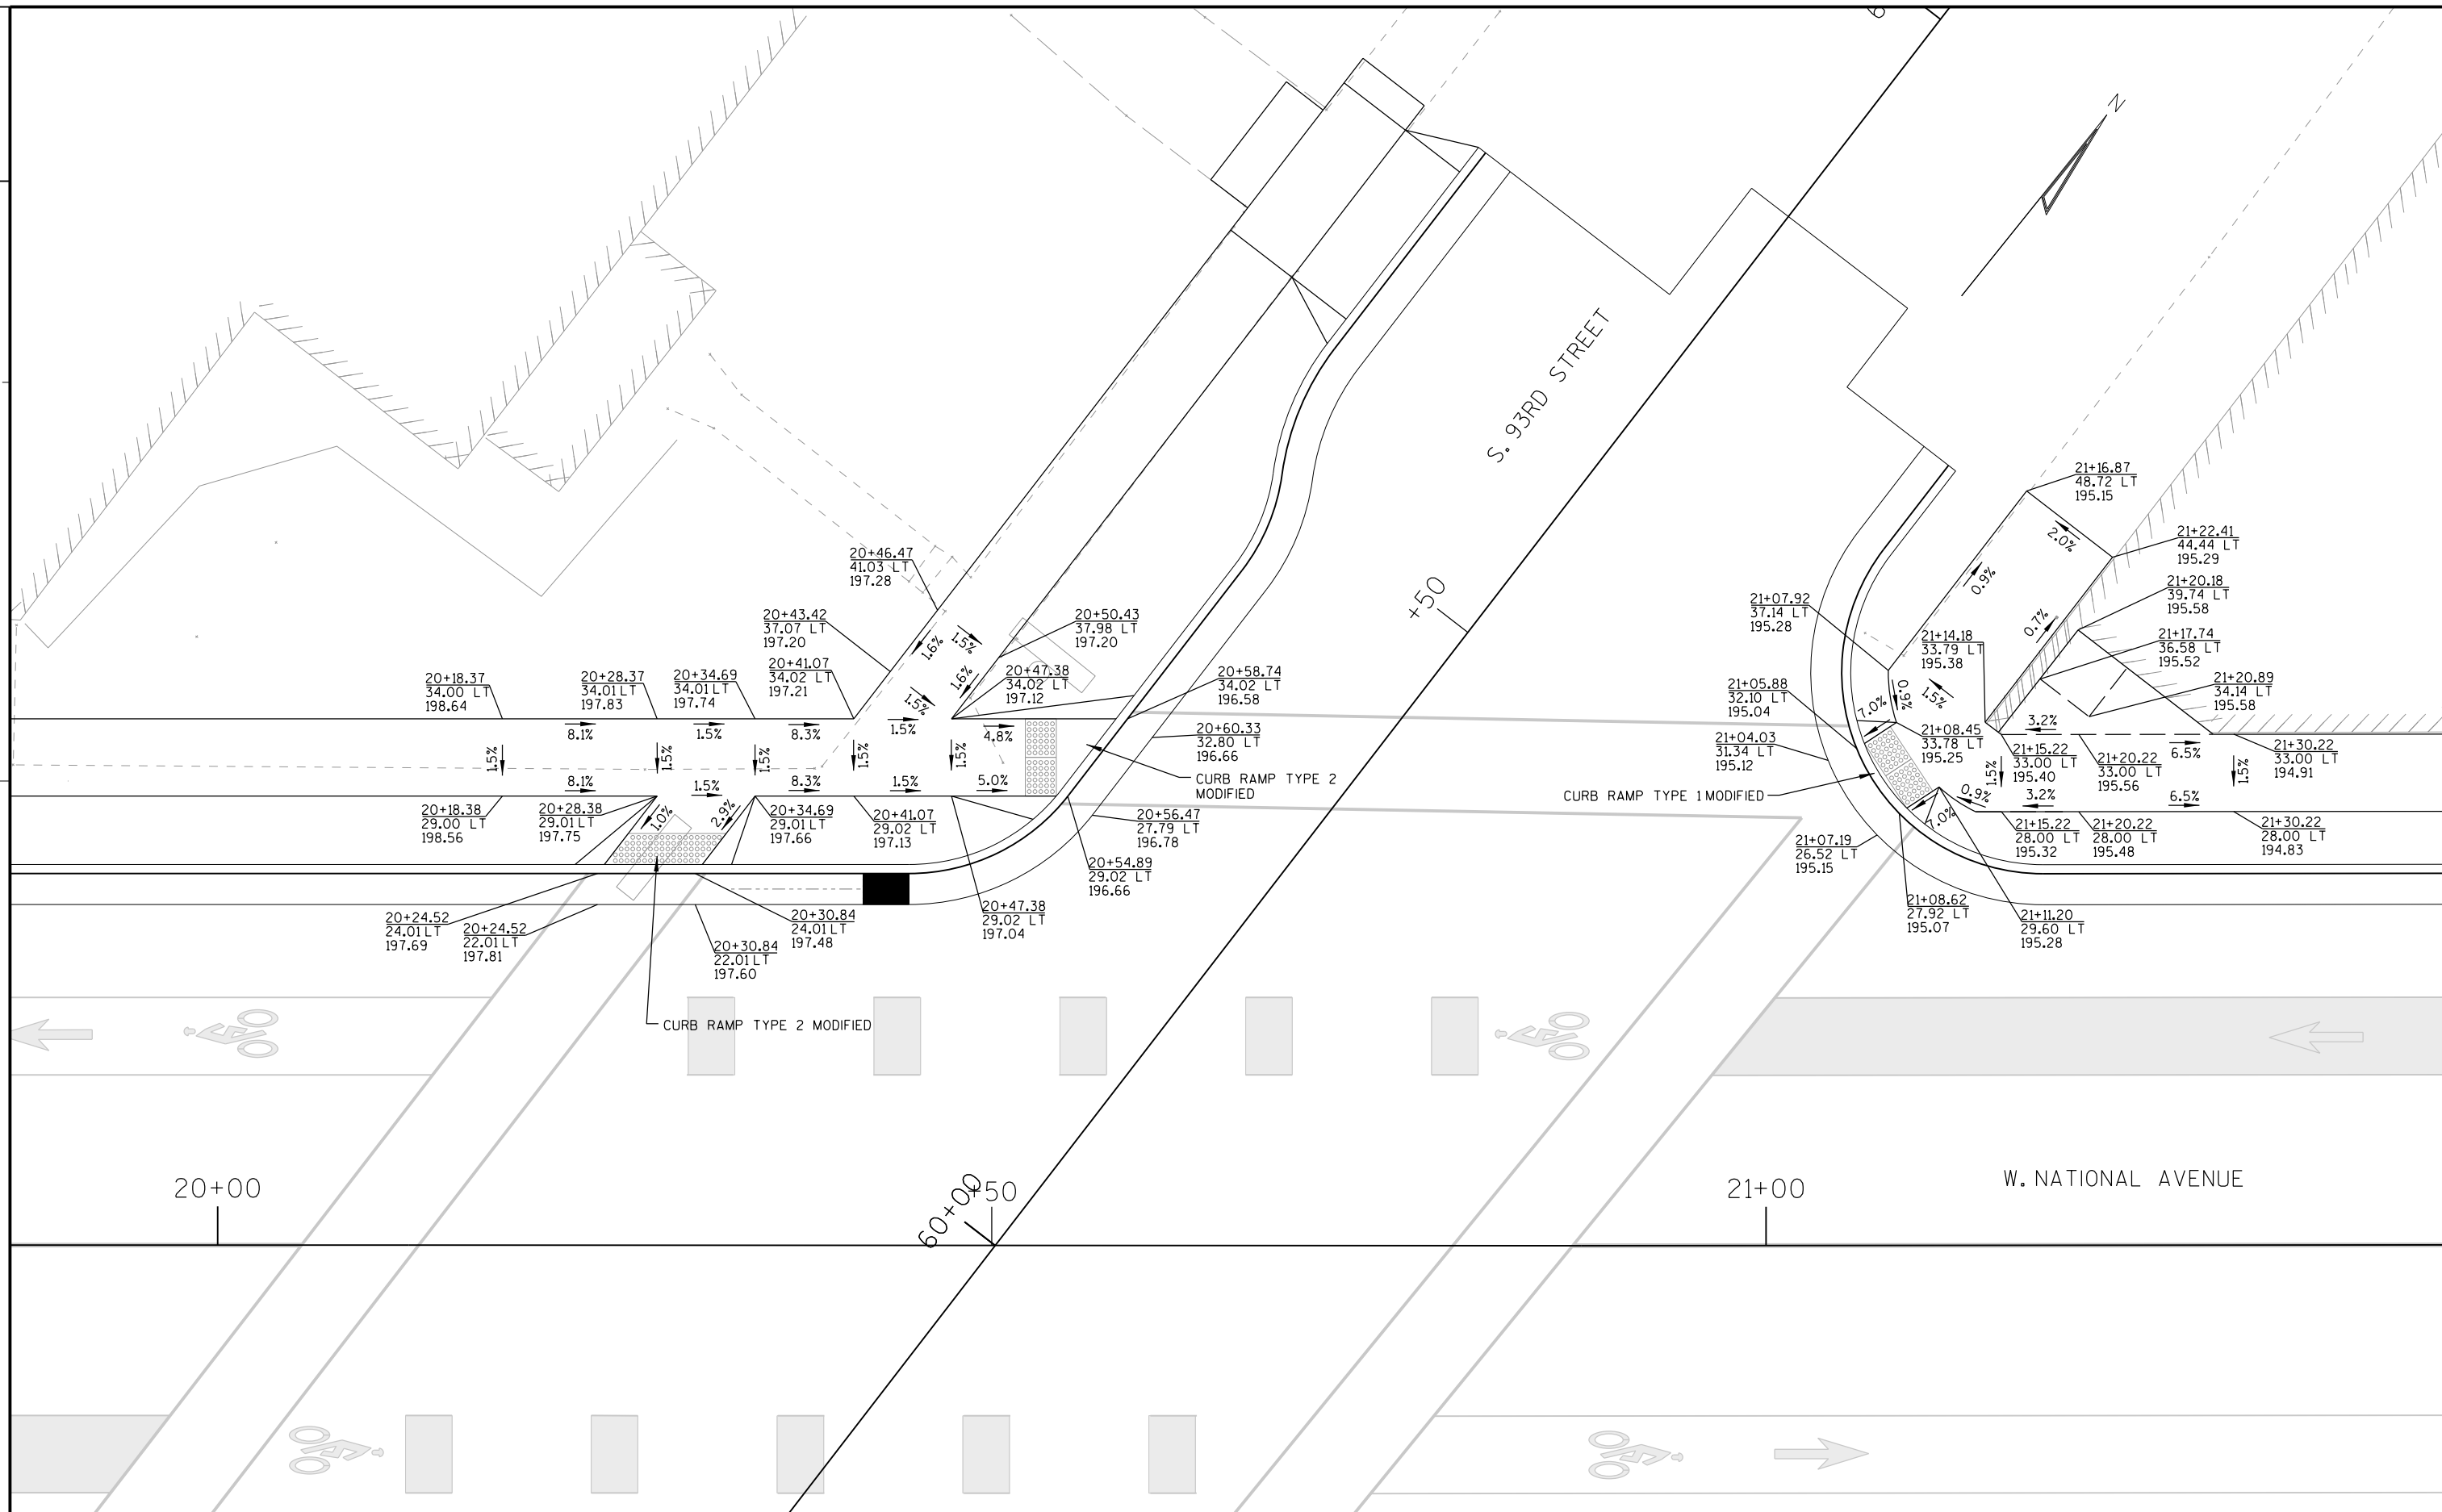 N
S. 93RD STREET
+50
20+46.47
41.03 LT
197.28
20+43.42
37.07 LT
197.20
20+41.07
34.02 LT
197.21
20+50.43
37.98 LT
197.20
20+47.38
34.02 LT
197.12
20+18.37
34.00 LT
198.64
20+28.37
34.01 LT
197.83
20+34.69
34.01 LT
197.74
20+58.74
34.02 LT
196.58
20+60.33
32.80 LT
196.66
CURB RAMP TYPE 2
MODIFIED
1.6%
1.5%
1.6%
1.5%
8.1%
1.5%
8.3%
1.5%
4.8%
1.5%
1.5%
1.5%
1.5%
1.5%
8.1%
1.5%
8.3%
1.5%
5.0%
1.0%
2.9%
20+18.38
29.00 LT
198.56
20+28.38
29.01 LT
197.75
20+34.69
29.01 LT
197.66
20+41.07
29.02 LT
197.13
20+56.47
27.79 LT
196.78
20+54.89
29.02 LT
196.66
20+47.38
29.02 LT
197.04
20+24.52
24.01 LT
197.69
20+24.52
22.01 LT
197.81
20+30.84
24.01 LT
197.48
20+30.84
22.01 LT
197.60
CURB RAMP TYPE 2 MODIFIED
21+16.87
48.72 LT
195.15
21+22.41
44.44 LT
195.29
21+20.18
39.74 LT
195.58
21+17.74
36.58 LT
195.52
21+20.89
34.14 LT
195.58
21+07.92
37.14 LT
195.28
21+14.18
33.79 LT
195.38
21+05.88
32.10 LT
195.04
21+04.03
31.34 LT
195.12
21+08.45
33.78 LT
195.25
CURB RAMP TYPE 1 MODIFIED
2.0%
0.9%
0.7%
0.9%
1.5%
7.0%
3.2%
6.5%
1.5%
1.5%
0.9%
3.2%
6.5%
7.0%
21+15.22
33.00 LT
195.40
21+20.22
33.00 LT
195.56
21+30.22
33.00 LT
194.91
21+15.22
28.00 LT
195.32
21+20.22
28.00 LT
195.48
21+30.22
28.00 LT
194.83
21+07.19
26.52 LT
195.15
21+08.62
27.92 LT
195.07
21+11.20
29.60 LT
195.28
20+00
60+00
+50
21+00
W. NATIONAL AVENUE